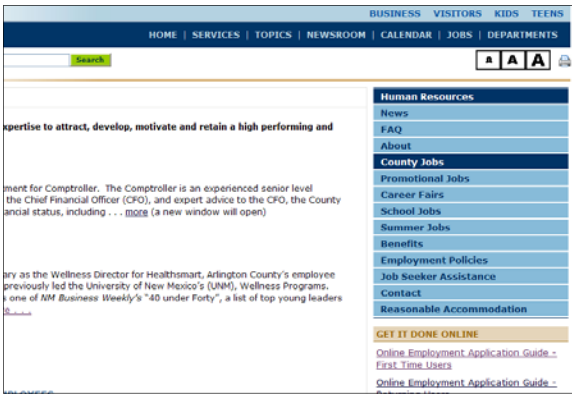 BUSINESS VISITORS KIDS TEENS
HOME | SERVICES | TOPICS | NEWSROOM | CALENDAR | JOBS | DEPARTMENTS
Search
A A A
xpertise to attract, develop, motivate and retain a high performing and
ment for Comptroller. The Comptroller is an experienced senior level
the Chief Financial Officer (CFO), and expert advice to the CFO, the County
ancial status, including . . . more (a new window will open)
ary as the Wellness Director for Healthsmart, Arlington County's employee
previously led the University of New Mexico's (UNM), Wellness Programs.
s one of NM Business Weekly's "40 under Forty", a list of top young leaders
e . . .
Human Resources
News
FAQ
About
County Jobs
Promotional Jobs
Career Fairs
School Jobs
Summer Jobs
Benefits
Employment Policies
Job Seeker Assistance
Contact
Reasonable Accommodation
GET IT DONE ONLINE
Online Employment Application Guide -
First Time Users
Online Employment Application Guide -